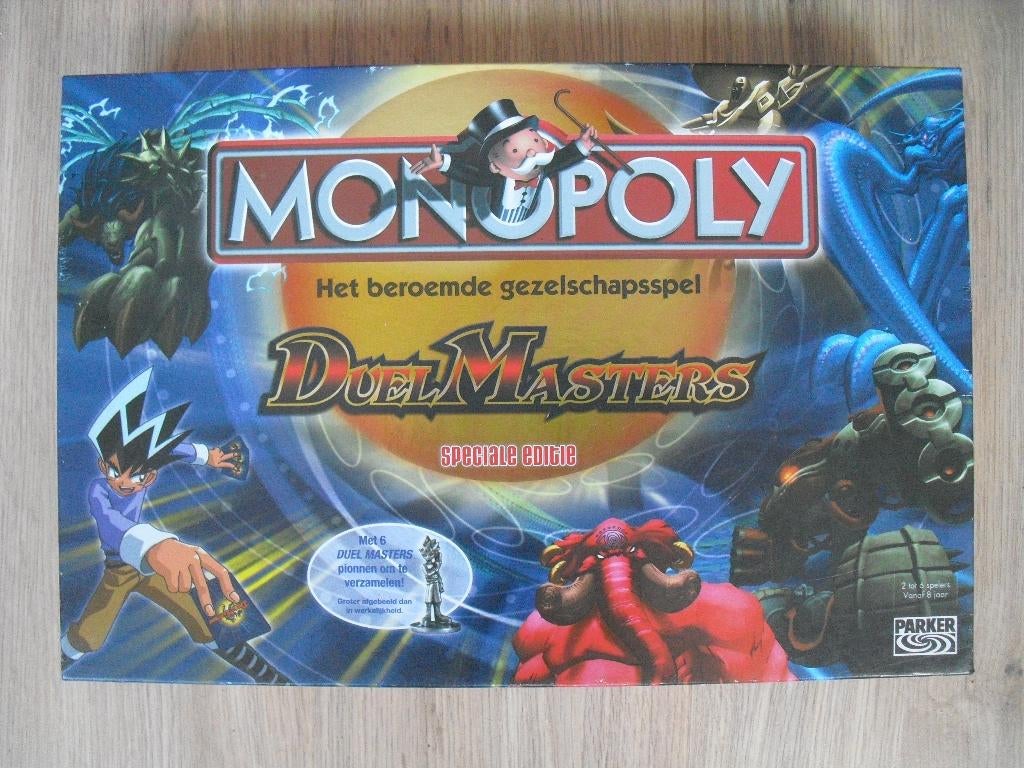 MONOPOLY
Het beroemde gezelschapsspel
DUEL MASTERS
SPECIALE EDITIE
Met 6
DUEL MASTERS
pionnen om te
verzamelen!
Groter afgebeeld dan
in werkelijkheid.
2 tot 6 spelers
Vanaf 8 jaar
PARKER